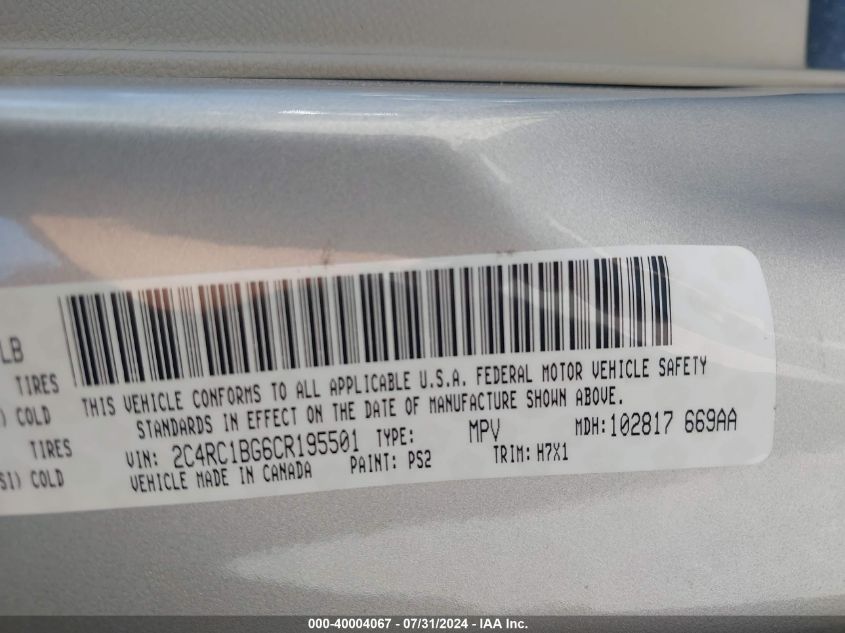 LB
TIRES
) COLD
TIRES
SI) COLD
THIS VEHICLE CONFORMS TO ALL APPLICABLE U.S.A. FEDERAL MOTOR VEHICLE SAFETY
STANDARDS IN EFFECT ON THE DATE OF MANUFACTURE SHOWN ABOVE.
VIN: 2C4RC1BG6CR195501 TYPE: MPV MDH:102817 669AA
VEHICLE MADE IN CANADA PAINT: PS2 TRIM: H7X1
000-40004067 - 07/31/2024 - IAA Inc.